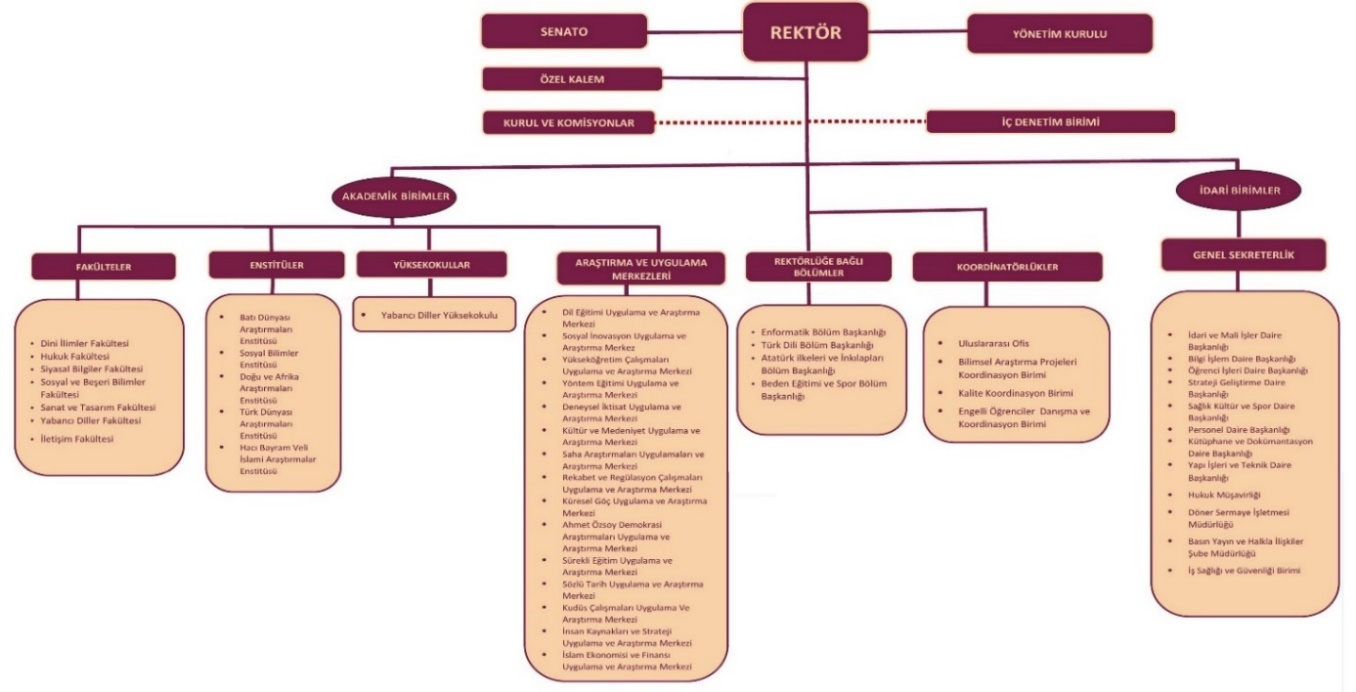 SENATO
REKTÖR
YÖNETİM KURULU
ÖZEL KALEM
KURUL VE KOMİSYONLAR
İÇ DENETİM BİRİMİ
AKADEMİK BİRİMLER
İDARİ BİRİMLER
FAKÜLTELER
• Dini İlimler Fakültesi
• Hukuk Fakültesi
• Siyasal Bilgiler Fakültesi
• Sosyal ve Beşeri Bilimler
Fakültesi
• Sanat ve Tasarım Fakültesi
• Yabancı Diller Fakültesi
• İletişim Fakültesi
ENSTİTÜLER
• Batı Dünyası
Araştırmaları
Enstitüsü
• Sosyal Bilimler
Enstitüsü
• Doğu ve Afrika
Araştırmaları
Enstitüsü
• Türk Dünyası
Araştırmaları
Enstitüsü
• Hacı Bayram Veli
İslami Araştırmalar
Enstitüsü
YÜKSEKOKULLAR
• Yabancı Diller Yüksekokulu
ARAŞTIRMA VE UYGULAMA
MERKEZLERİ
• Dil Eğitimi Uygulama ve Araştırma
Merkezi
• Sosyal İnovasyon Uygulama ve
Araştırma Merkez
• Yükseköğretim Çalışmaları
Uygulama ve Araştırma Merkezi
• Yöntem Eğitimi Uygulama ve
Araştırma Merkezi
• Deneysel İktisat Uygulama ve
Araştırma Merkezi
• Kültür ve Medeniyet Uygulama ve
Araştırma Merkezi
• Saha Araştırmaları Uygulamaları ve
Araştırma Merkezi
• Rekabet ve Regülasyon Çalışmaları
Uygulama ve Araştırma Merkezi
• Küresel Göç Uygulama ve Araştırma
Merkezi
• Ahmet Özsoy Demokrasi
Araştırmaları Uygulama ve
Araştırma Merkezi
• Sürekli Eğitim Uygulama ve
Araştırma Merkezi
• Sözlü Tarih Uygulama ve Araştırma
Merkezi
• Kudüs Çalışmaları Uygulama Ve
Araştırma Merkezi
• İnsan Kaynakları ve Strateji
Uygulama ve Araştırma Merkezi
• İslam Ekonomisi ve Finansı
Uygulama ve Araştırma Merkezi
REKTÖRLÜĞE BAĞLI
BÖLÜMLER
• Enformatik Bölüm Başkanlığı
• Türk Dili Bölüm Başkanlığı
• Atatürk ilkeleri ve İnkılapları
Bölüm Başkanlığı
• Beden Eğitimi ve Spor Bölüm
Başkanlığı
KOORDİNATÖRLÜKLER
• Uluslararası Ofis
• Bilimsel Araştırma Projeleri
Koordinasyon Birimi
• Kalite Koordinasyon Birimi
• Engelli Öğrenciler Danışma ve
Koordinasyon Birimi
GENEL SEKRETERLİK
• İdari ve Mali İşler Daire
Başkanlığı
• Bilgi İşlem Daire Başkanlığı
• Öğrenci İşleri Daire Başkanlığı
• Strateji Geliştirme Daire
Başkanlığı
• Sağlık Kültür ve Spor Daire
Başkanlığı
• Personel Daire Başkanlığı
• Kütüphane ve Dokümantasyon
Daire Başkanlığı
• Yapı İşleri ve Teknik Daire
Başkanlığı
• Hukuk Müşavirliği
• Döner Sermaye İşletmesi
Müdürlüğü
• Basın Yayın ve Halkla İlişkiler
Şube Müdürlüğü
• İş Sağlığı ve Güvenliği Birimi